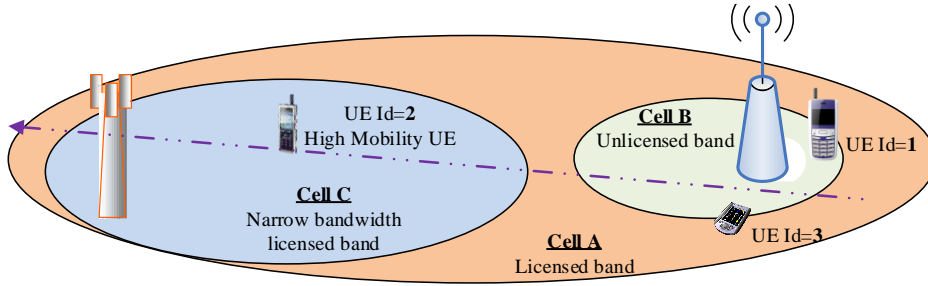 UE Id=2
High Mobility UE
Cell B
Unlicensed band
UE Id=1
Cell C
Narrow bandwidth
licensed band
UE Id=3
Cell A
Licensed band